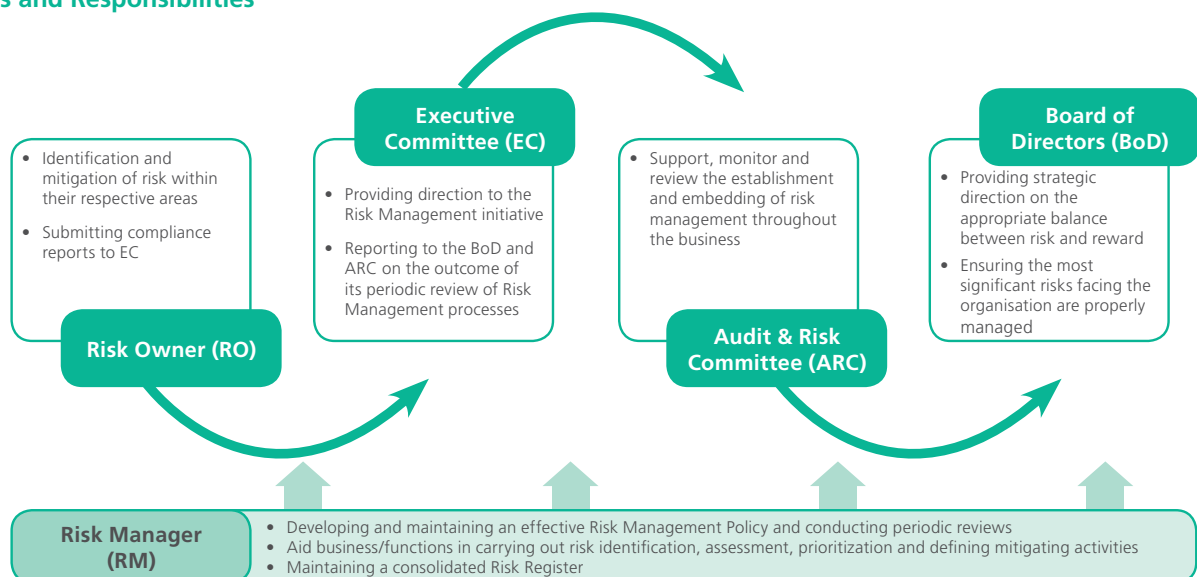 s and Responsibilities
Executive
Committee (EC)
Board of
Directors (BoD)
• Identification and
mitigation of risk within
their respective areas
• Submitting compliance
reports to EC
Risk Owner (RO)
• Providing direction to the
Risk Management initiative
• Reporting to the BoD and
ARC on the outcome of
its periodic review of Risk
Management processes
• Support, monitor and
review the establishment
and embedding of risk
management throughout
the business
Audit & Risk
Committee (ARC)
• Providing strategic
direction on the
appropriate balance
between risk and reward
• Ensuring the most
significant risks facing the
organisation are properly
managed
Risk Manager
(RM)
• Developing and maintaining an effective Risk Management Policy and conducting periodic reviews
• Aid business/functions in carrying out risk identification, assessment, prioritization and defining mitigating activities
• Maintaining a consolidated Risk Register